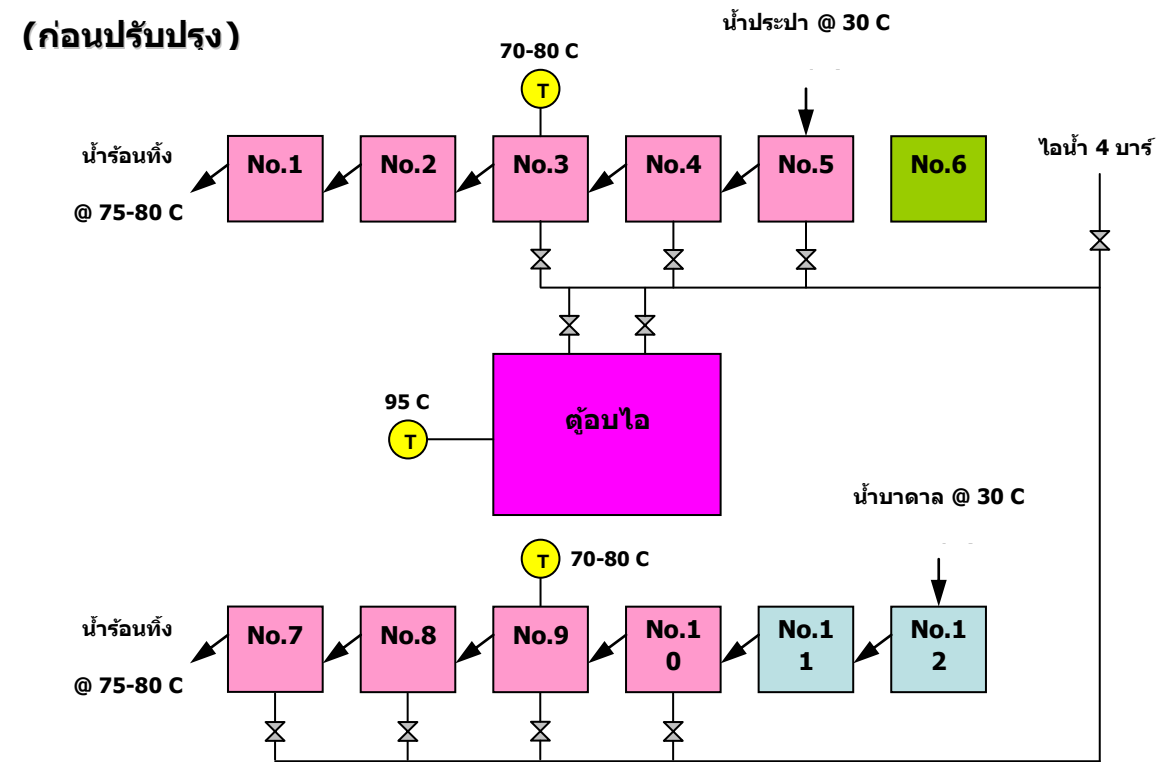 (ก่อนปรับปรุง)
น้ำประปา @ 30 C
70-80 C
T
น้ำร้อนทิ้ง
@ 75-80 C
No.1
No.2
No.3
No.4
No.5
No.6
ไอน้ำ 4 บาร์
95 C
T
ตู้อบไอ
น้ำบาดาล @ 30 C
T
70-80 C
น้ำร้อนทิ้ง
@ 75-80 C
No.7
No.8
No.9
No.1
0
No.1
1
No.1
2